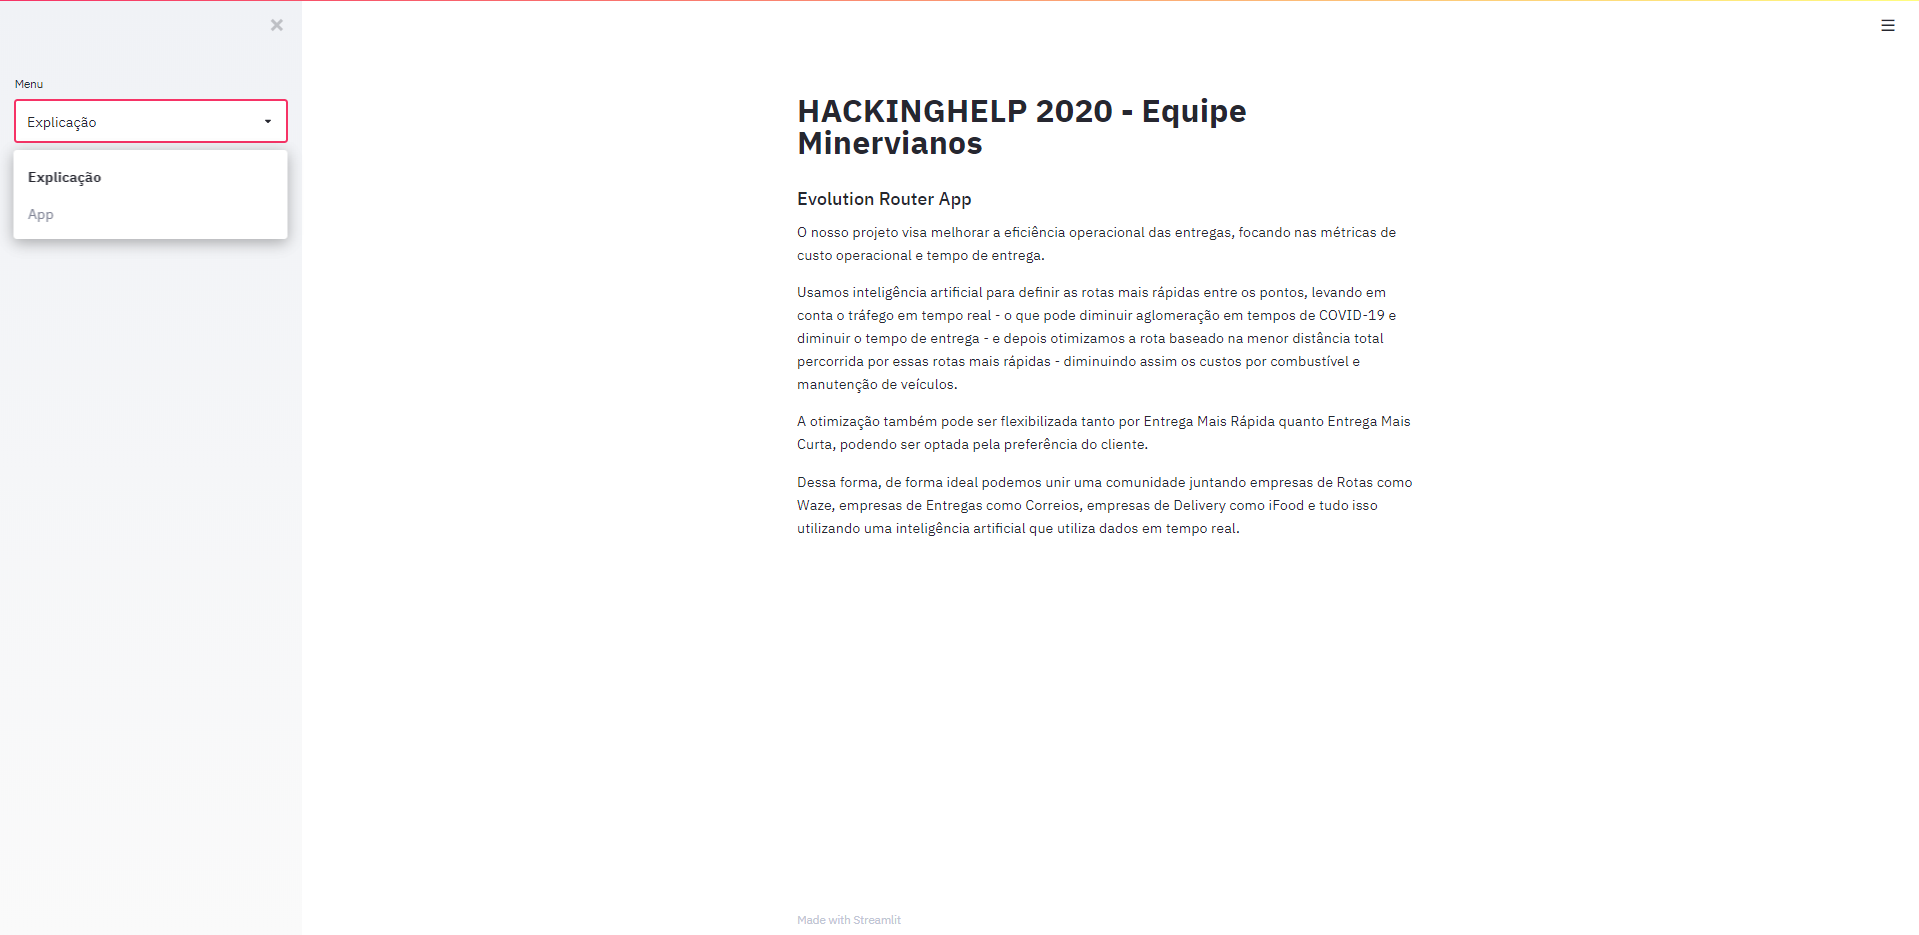 Menu
Explicação
Explicação
App
HACKINGHELP 2020 - Equipe
Minervianos
Evolution Router App
O nosso projeto visa melhorar a eficiência operacional das entregas, focando nas métricas de
custo operacional e tempo de entrega.
Usamos inteligência artificial para definir as rotas mais rápidas entre os pontos, levando em
conta o tráfego em tempo real - o que pode diminuir aglomeração em tempos de COVID-19 e
diminuir o tempo de entrega - e depois otimizamos a rota baseado na menor distância total
percorrida por essas rotas mais rápidas - diminuindo assim os custos por combustível e
manutenção de veículos.
A otimização também pode ser flexibilizada tanto por Entrega Mais Rápida quanto Entrega Mais
Curta, podendo ser optada pela preferência do cliente.
Dessa forma, de forma ideal podemos unir uma comunidade juntando empresas de Rotas como
Waze, empresas de Entregas como Correios, empresas de Delivery como iFood e tudo isso
utilizando uma inteligência artificial que utiliza dados em tempo real.
Made with Streamlit